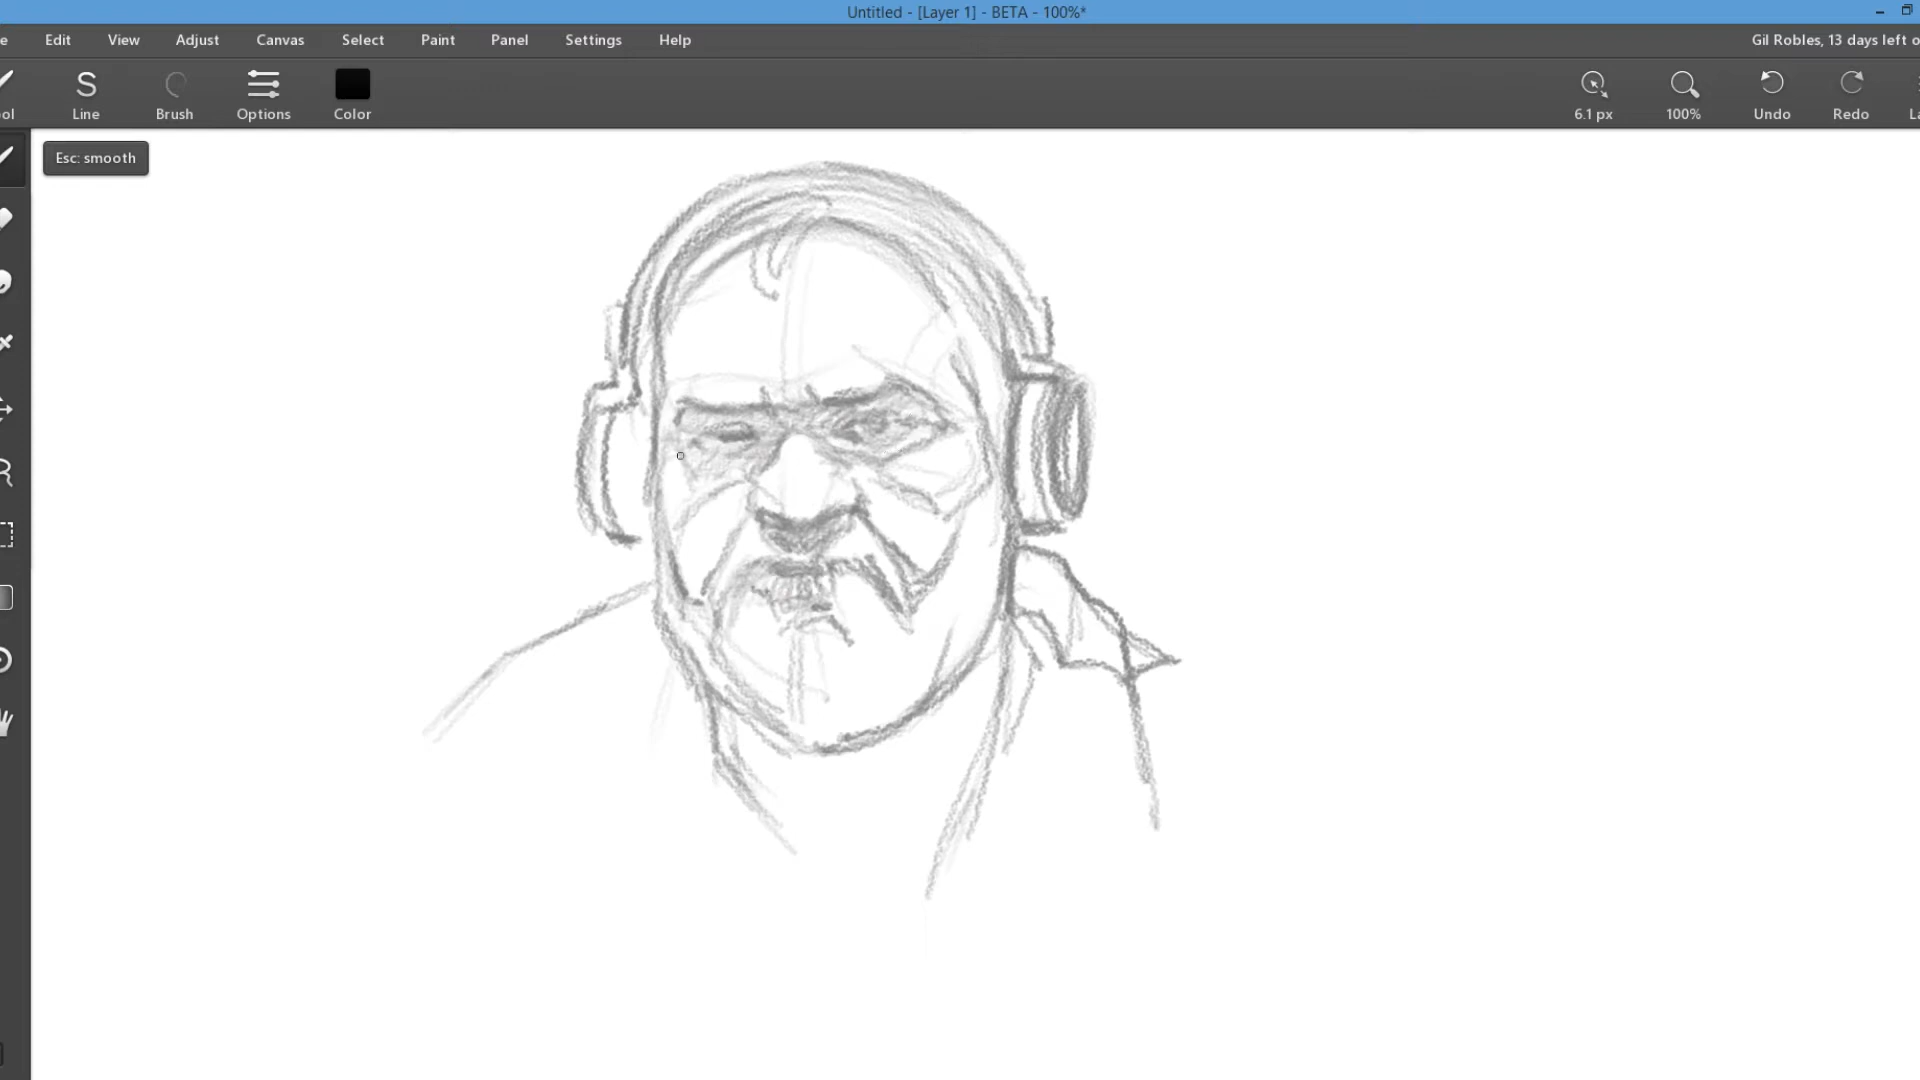 Untitled - [Layer 1] - BETA - 100%*
Edit View Adjust Canvas Select Paint Panel Settings Help
Gil Robles, 13 days left
S
Line Brush Options Color
6.1 px 100% Undo Redo
Esc: smooth